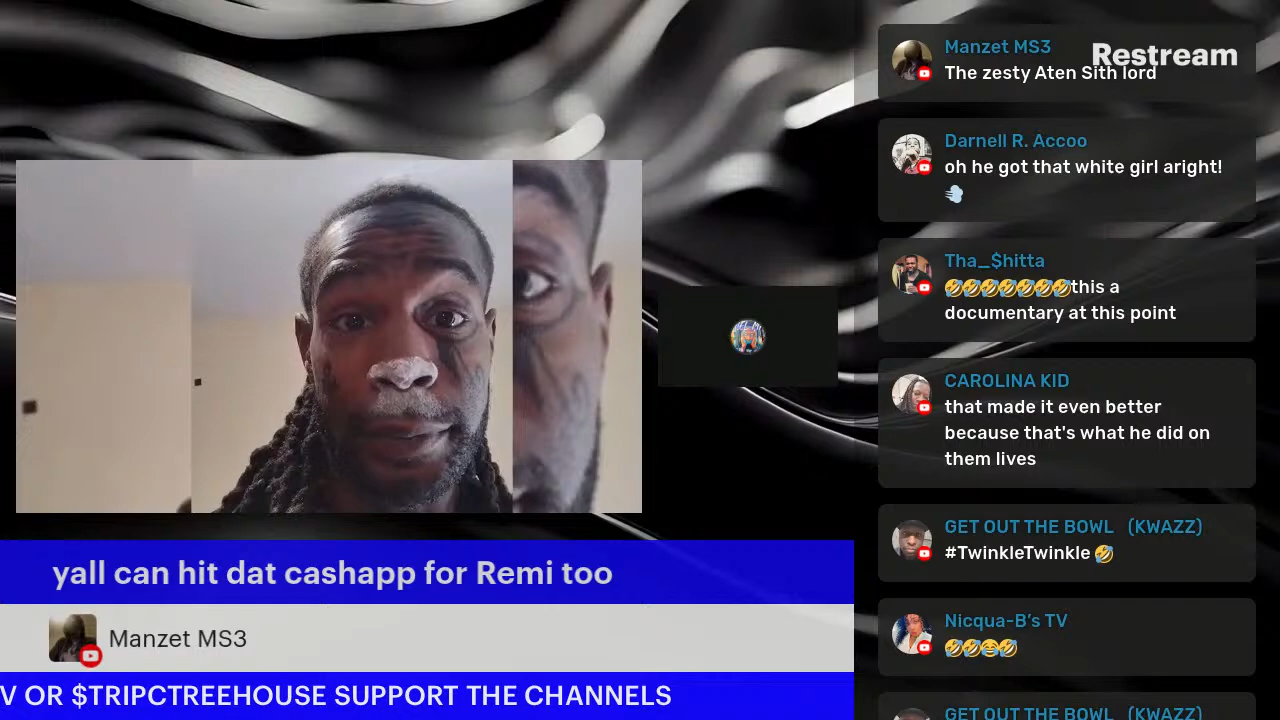 yall can hit dat cashapp for Remi too
Manzet MS3
V OR $TRIPCTREEHOUSE SUPPORT THE CHANNELS
Restream
Manzet MS3
The zesty Aten Sith lord
Darnell R. Accoo
oh he got that white girl aright!
💨
Tha_$hitta
🤣🤣🤣🤣🤣🤣🤣this a
documentary at this point
CAROLINA KID
that made it even better
because that's what he did on
them lives
GET OUT THE BOWL (KWAZZ)
#TwinkleTwinkle 🤣
Nicqua-B’s TV
🤣🤣😂🤣
GET OUT THE BOWL (KWAZZ)